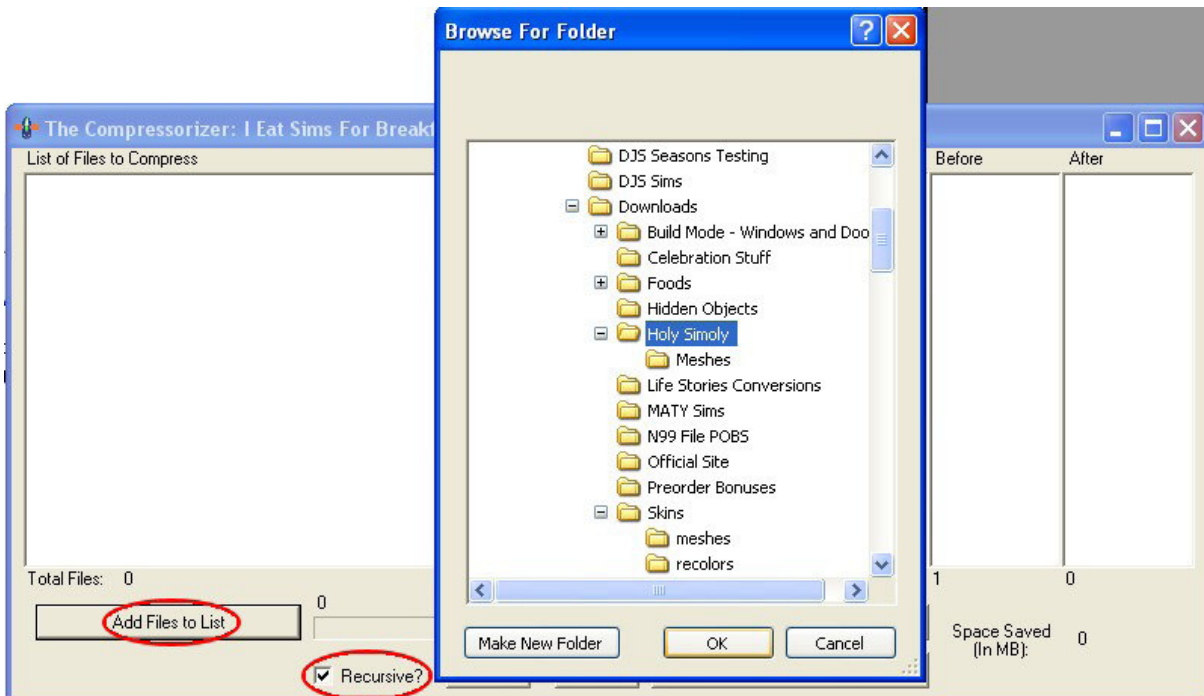 Browse For Folder
The Compressorizer: I Eat Sims For Breakf
List of Files to Compress
Before
After
DJS Seasons Testing
DJS Sims
Downloads
Build Mode - Windows and Doo
Celebration Stuff
Foods
Hidden Objects
Holy Simoly
Meshes
Life Stories Conversions
MATY Sims
N99 File POBS
Official Site
Preorder Bonuses
Skins
meshes
recolors
Total Files: 0
1
0
Add Files to List
0
Make New Folder
OK
Cancel
Space Saved
(In MB):
0
Recursive?